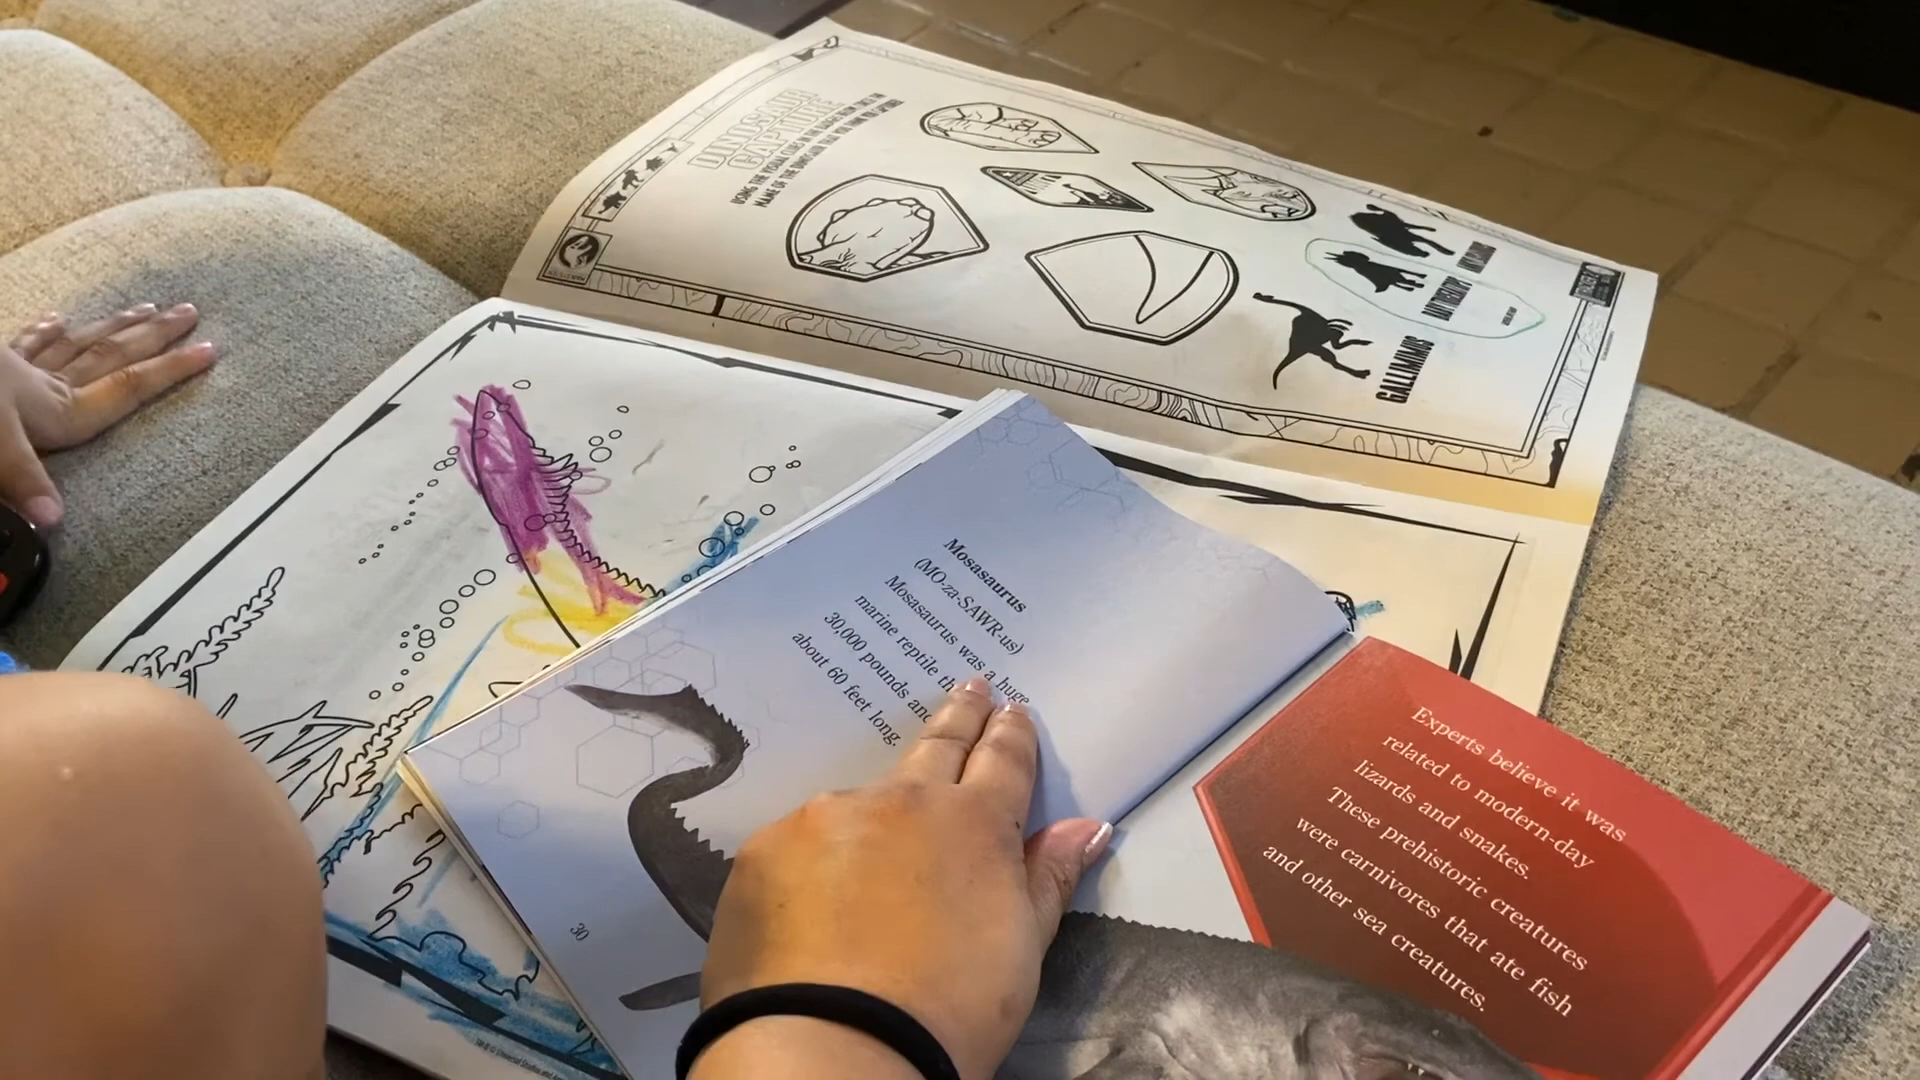 DINOSAUR
CAPTURE
GALLIMIMUS
Mosasaurus
(MO-za-SAWR-us)
Mosasaurus was a huge
marine reptile
30,000 pounds and
about 60 feet long.
30
Experts believe it was
related to modern-day
lizards and snakes.
These prehistoric creatures
were carnivores that ate fish
and other sea creatures.